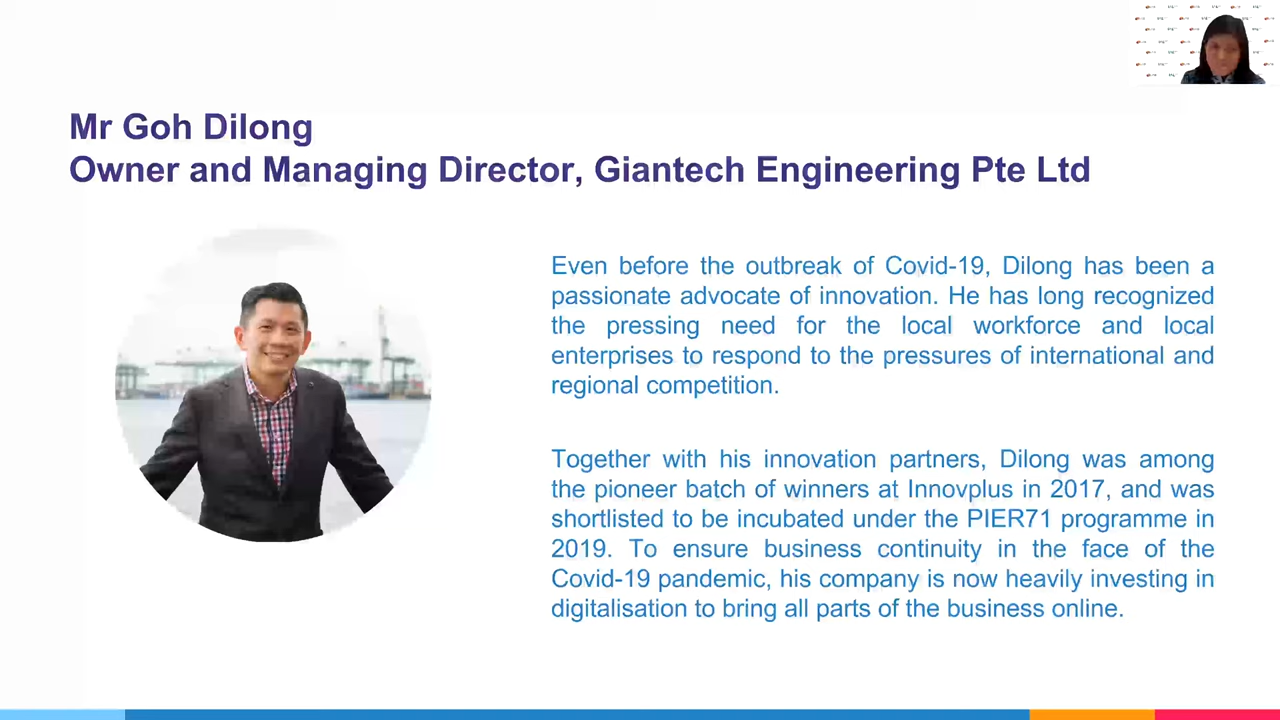 Mr Goh Dilong
Owner and Managing Director, Giantech Engineering Pte Ltd
Even before the outbreak of Covid-19, Dilong has been a
passionate advocate of innovation. He has long recognized
the pressing need for the local workforce and local
enterprises to respond to the pressures of international and
regional competition.
Together with his innovation partners, Dilong was among
the pioneer batch of winners at Innovplus in 2017, and was
shortlisted to be incubated under the PIER71 programme in
2019. To ensure business continuity in the face of the
Covid-19 pandemic, his company is now heavily investing in
digitalisation to bring all parts of the business online.